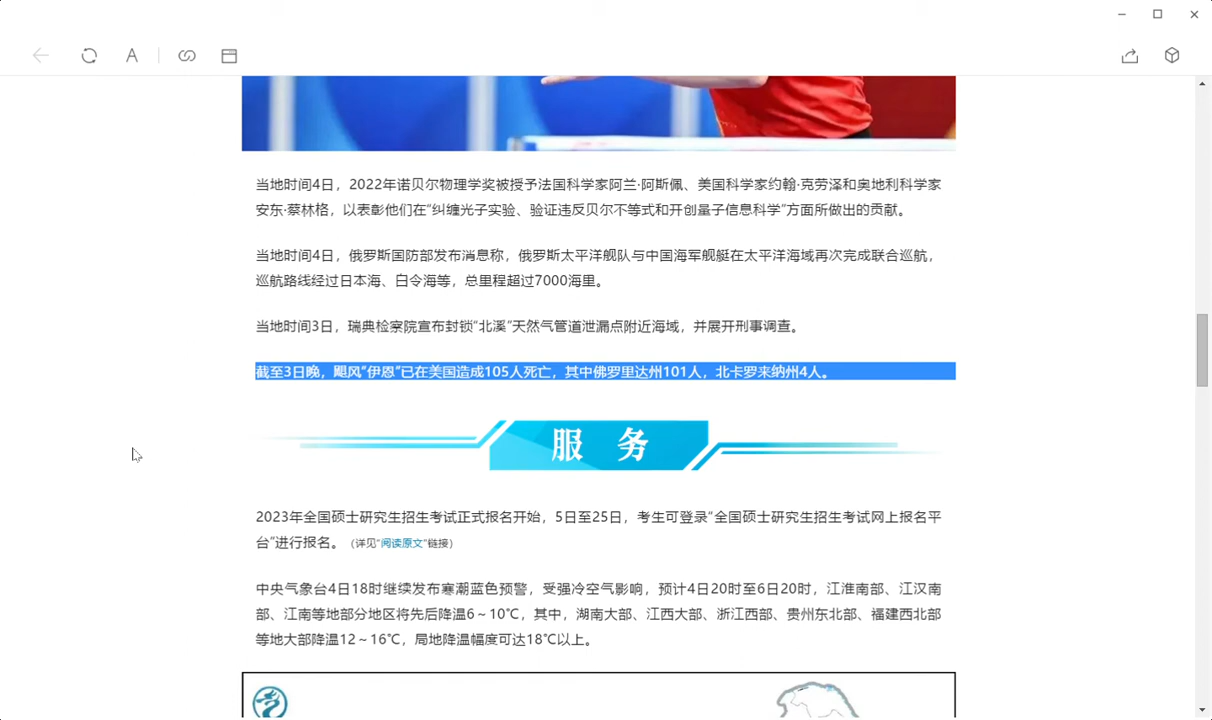 当地时间4日，2022年诺贝尔物理学奖被授予法国科学家阿兰·阿斯佩、美国科学家约翰·克劳泽和奥地利科学家
安东·蔡林格，以表彰他们在“纠缠光子实验、验证违反贝尔不等式和开创量子信息科学”方面所做出的贡献。
当地时间4日，俄罗斯国防部发布消息称，俄罗斯太平洋舰队与中国海军舰艇在太平洋海域再次完成联合巡航，
巡航路线经过日本海、白令海等，总里程超过7000海里。
当地时间3日，瑞典检察院宣布封锁“北溪”天然气管道泄漏点附近海域，并展开刑事调查。
截至3日晚，飓风“伊恩”已在美国造成105人死亡，其中佛罗里达州101人，北卡罗来纳州4人。
服 务
2023年全国硕士研究生招生考试正式报名开始，5日至25日，考生可登录“全国硕士研究生招生考试网上报名平
台”进行报名。（详见“阅读原文”链接）
中央气象台4日18时继续发布寒潮蓝色预警，受强冷空气影响，预计4日20时至6日20时，江淮南部、江汉南
部、江南等地部分地区将先后降温6～10℃，其中，湖南大部、江西大部、浙江西部、贵州东北部、福建西北部
等地大部降温12～16℃，局地降温幅度可达18℃以上。